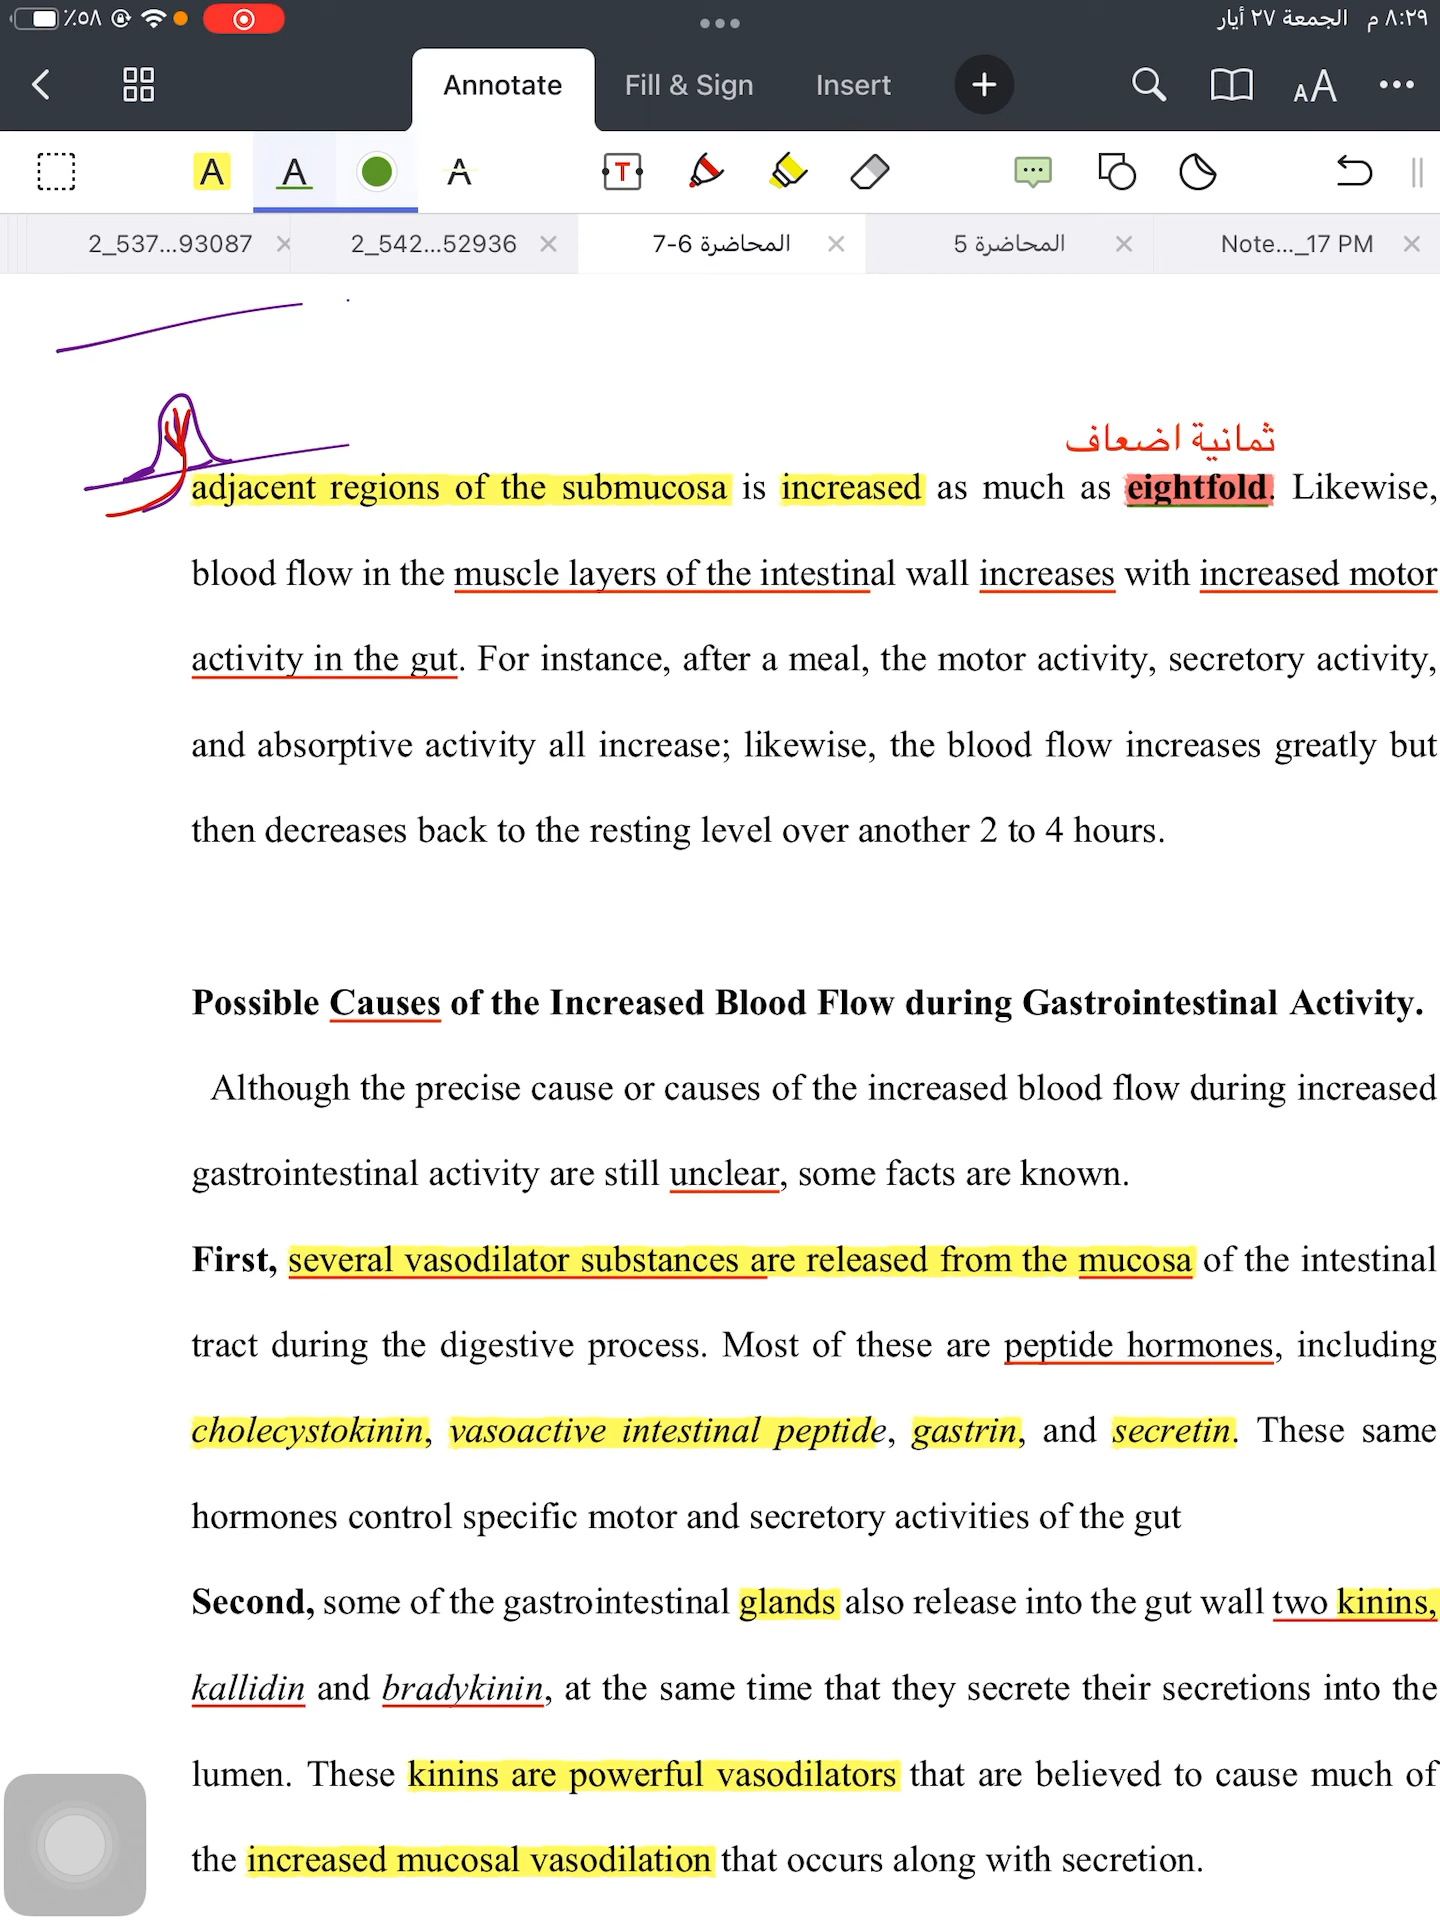 ٪٥٨
٨:٢٩ م الجمعة ٢٧ أيار
Annotate Fill & Sign Insert
AA
A A A T
2_537...93087 2_542...52936 المحاضرة 6-7 المحاضرة 5 Note..._17 PM
ثمانية اضعاف
adjacent regions of the submucosa is increased as much as eightfold. Likewise,
blood flow in the muscle layers of the intestinal wall increases with increased motor
activity in the gut. For instance, after a meal, the motor activity, secretory activity,
and absorptive activity all increase; likewise, the blood flow increases greatly but
then decreases back to the resting level over another 2 to 4 hours.
Possible Causes of the Increased Blood Flow during Gastrointestinal Activity.
Although the precise cause or causes of the increased blood flow during increased
gastrointestinal activity are still unclear, some facts are known.
First, several vasodilator substances are released from the mucosa of the intestinal
tract during the digestive process. Most of these are peptide hormones, including
cholecystokinin, vasoactive intestinal peptide, gastrin, and secretin. These same
hormones control specific motor and secretory activities of the gut
Second, some of the gastrointestinal glands also release into the gut wall two kinins,
kallidin and bradykinin, at the same time that they secrete their secretions into the
lumen. These kinins are powerful vasodilators that are believed to cause much of
the increased mucosal vasodilation that occurs along with secretion.